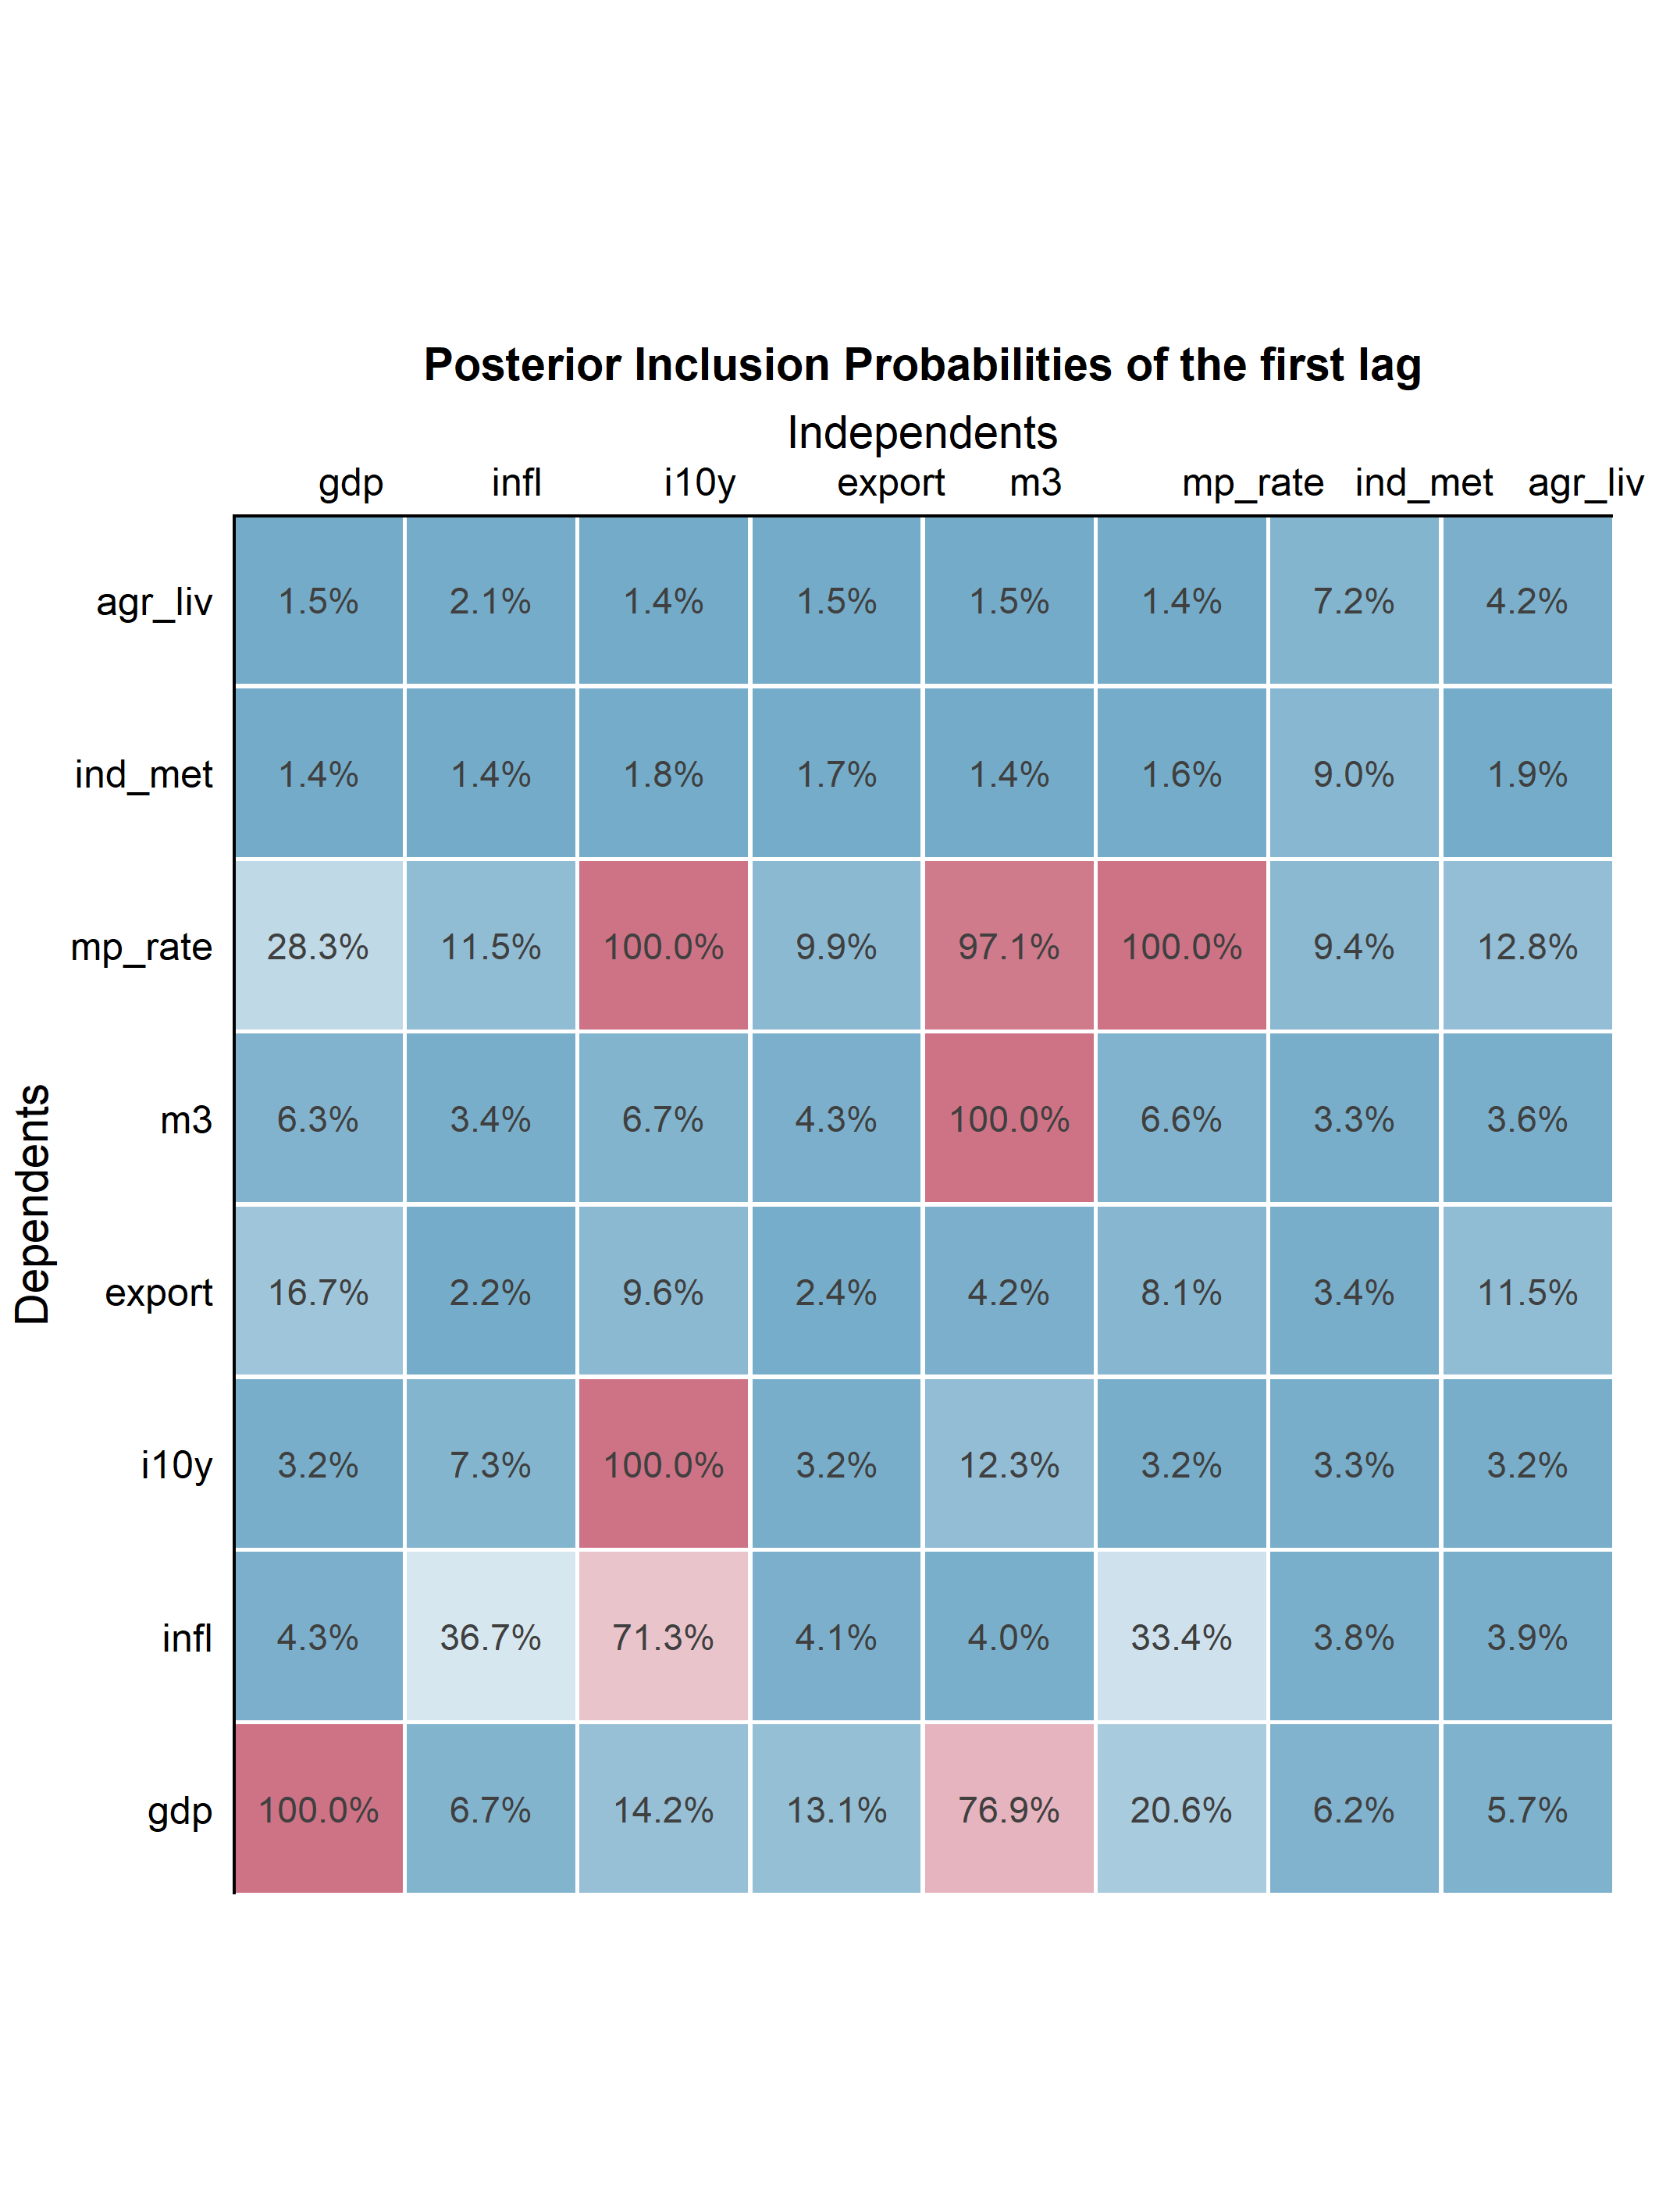 Posterior Inclusion Probabilities of the first lag
Independents
gdp infl i10y export m3 mp_rate ind_met agr_liv
agr_liv 1.5% 2.1% 1.4% 1.5% 1.5% 1.4% 7.2% 4.2%
ind_met 1.4% 1.4% 1.8% 1.7% 1.4% 1.6% 9.0% 1.9%
mp_rate 28.3% 11.5% 100.0% 9.9% 97.1% 100.0% 9.4% 12.8%
m3 6.3% 3.4% 6.7% 4.3% 100.0% 6.6% 3.3% 3.6%
Dependents
export 16.7% 2.2% 9.6% 2.4% 4.2% 8.1% 3.4% 11.5%
i10y 3.2% 7.3% 100.0% 3.2% 12.3% 3.2% 3.3% 3.2%
infl 4.3% 36.7% 71.3% 4.1% 4.0% 33.4% 3.8% 3.9%
gdp 100.0% 6.7% 14.2% 13.1% 76.9% 20.6% 6.2% 5.7%